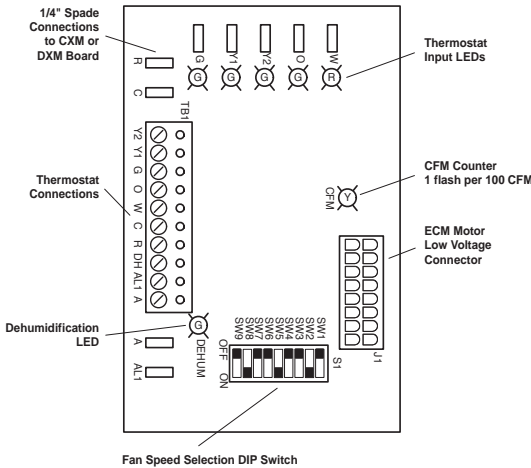 1/4" Spade
Connections
to CXM or
DXM Board
R
C
G
Y1
Y2
O
W
G
G
G
G
R
Thermostat
Input LEDs
TB1
Thermostat
Connections
Y2
Y1
G
O
W
C
R
DH
AL1
A
CFM
Y
CFM Counter
1 flash per 100 CFM
ECM Motor
Low Voltage
Connector
J1
Dehumidification
LED
G
DEHUM
A
AL1
SW9
SW8
SW7
SW6
SW5
SW4
SW3
SW2
SW1
OFF
ON
S1
Fan Speed Selection DIP Switch